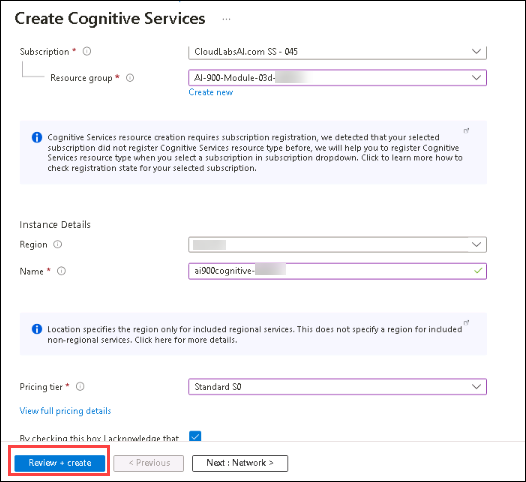 Create Cognitive Services ...
Subscription *
CloudLabsAI.com SS - 045
Resource group *
AI-900-Module-03d-
Create new
Cognitive Services resource creation requires subscription registration, we detected that your selected
subscription did not register Cognitive Services resource type before, we will help you to register Cognitive
Services resource type when you select a subscription in subscription dropdown. Click to learn more how to
check registration state for your selected subscription.
Instance Details
Region
Name *
ai900cognitive-
Location specifies the region only for included regional services. This does not specify a region for included
non-regional services. Click here for more details.
Pricing tier *
Standard S0
View full pricing details
By checking this box I acknowledge that
Review + create
< Previous
Next : Network >